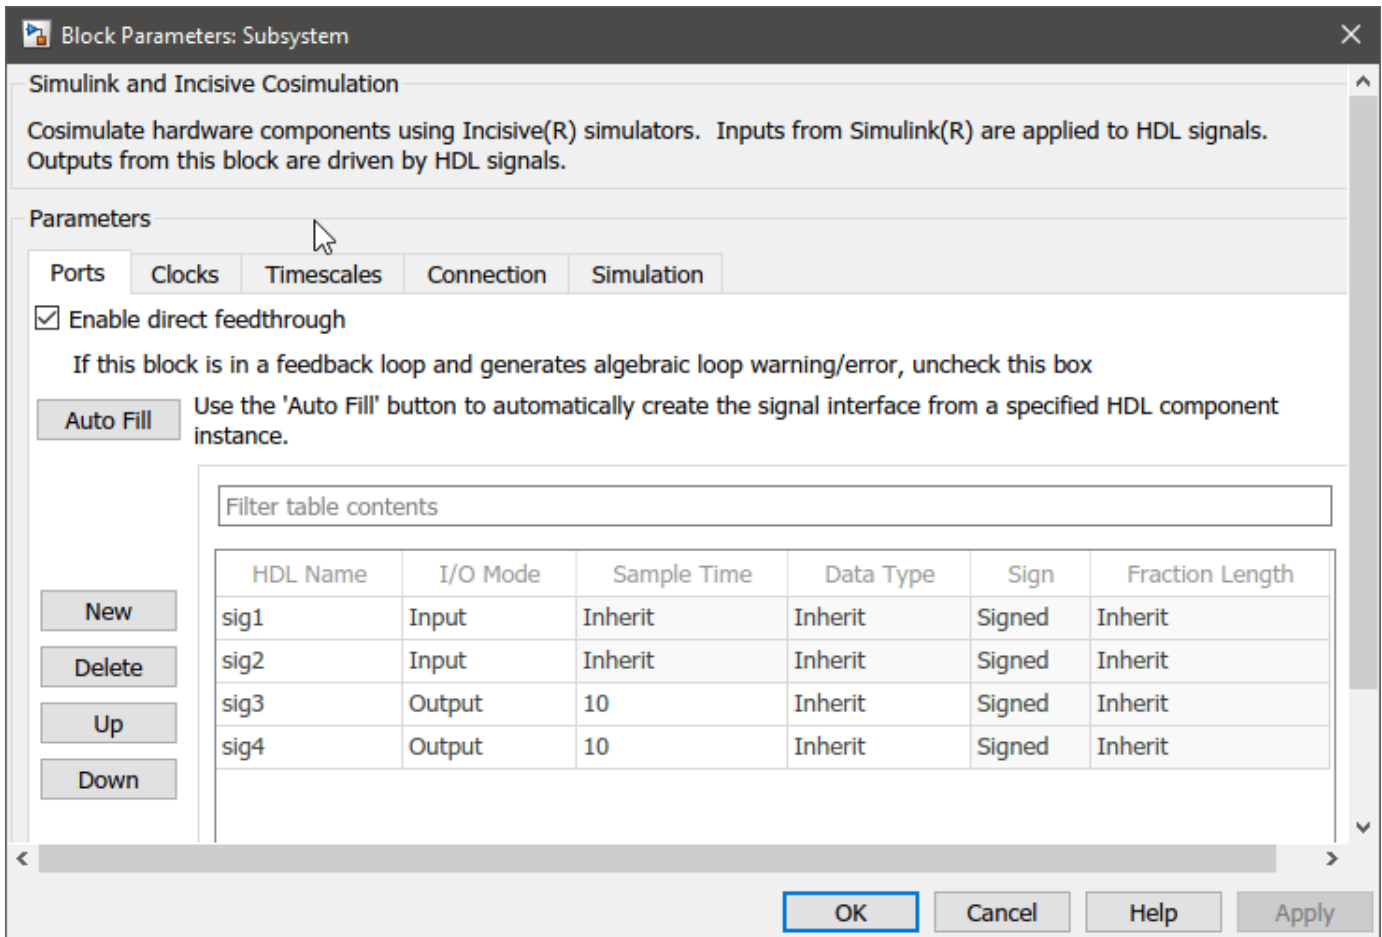 Block Parameters: Subsystem
Simulink and Incisive Cosimulation
Cosimulate hardware components using Incisive(R) simulators.  Inputs from Simulink(R) are applied to HDL signals.
Outputs from this block are driven by HDL signals.
Parameters
Ports Clocks Timescales Connection Simulation
Enable direct feedthrough
If this block is in a feedback loop and generates algebraic loop warning/error, uncheck this box
Auto Fill
Use the 'Auto Fill' button to automatically create the signal interface from a specified HDL component
instance.
Filter table contents
HDL Name I/O Mode Sample Time Data Type Sign Fraction Length
sig1 Input Inherit Inherit Signed Inherit
sig2 Input Inherit Inherit Signed Inherit
sig3 Output 10 Inherit Signed Inherit
sig4 Output 10 Inherit Signed Inherit
New
Delete
Up
Down
OK Cancel Help Apply